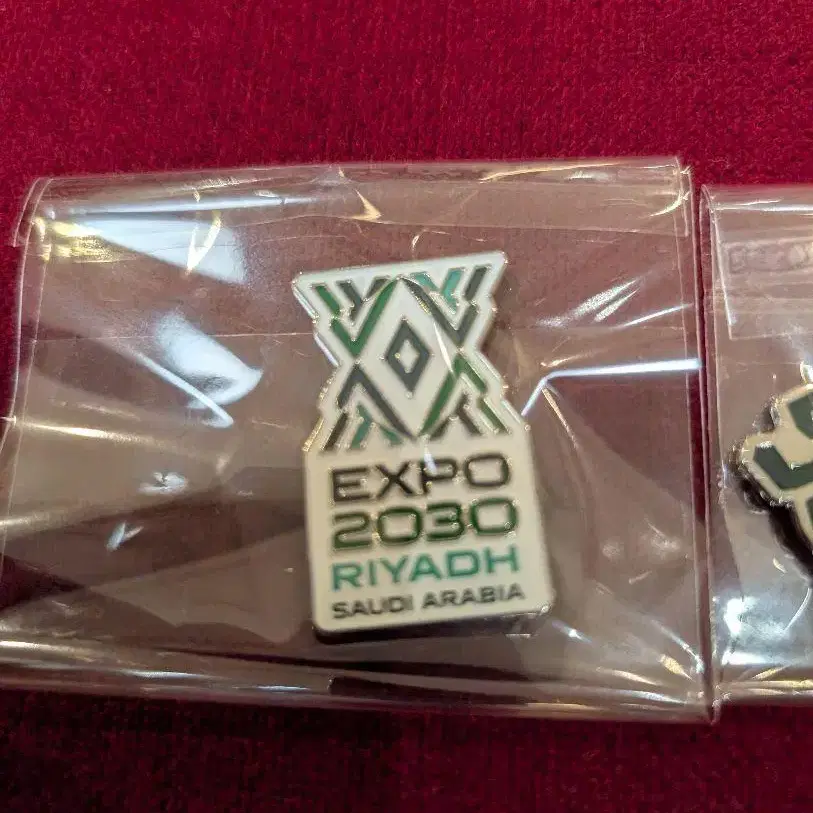 EXPO
2030
RIYADH
SAUDI ARABIA